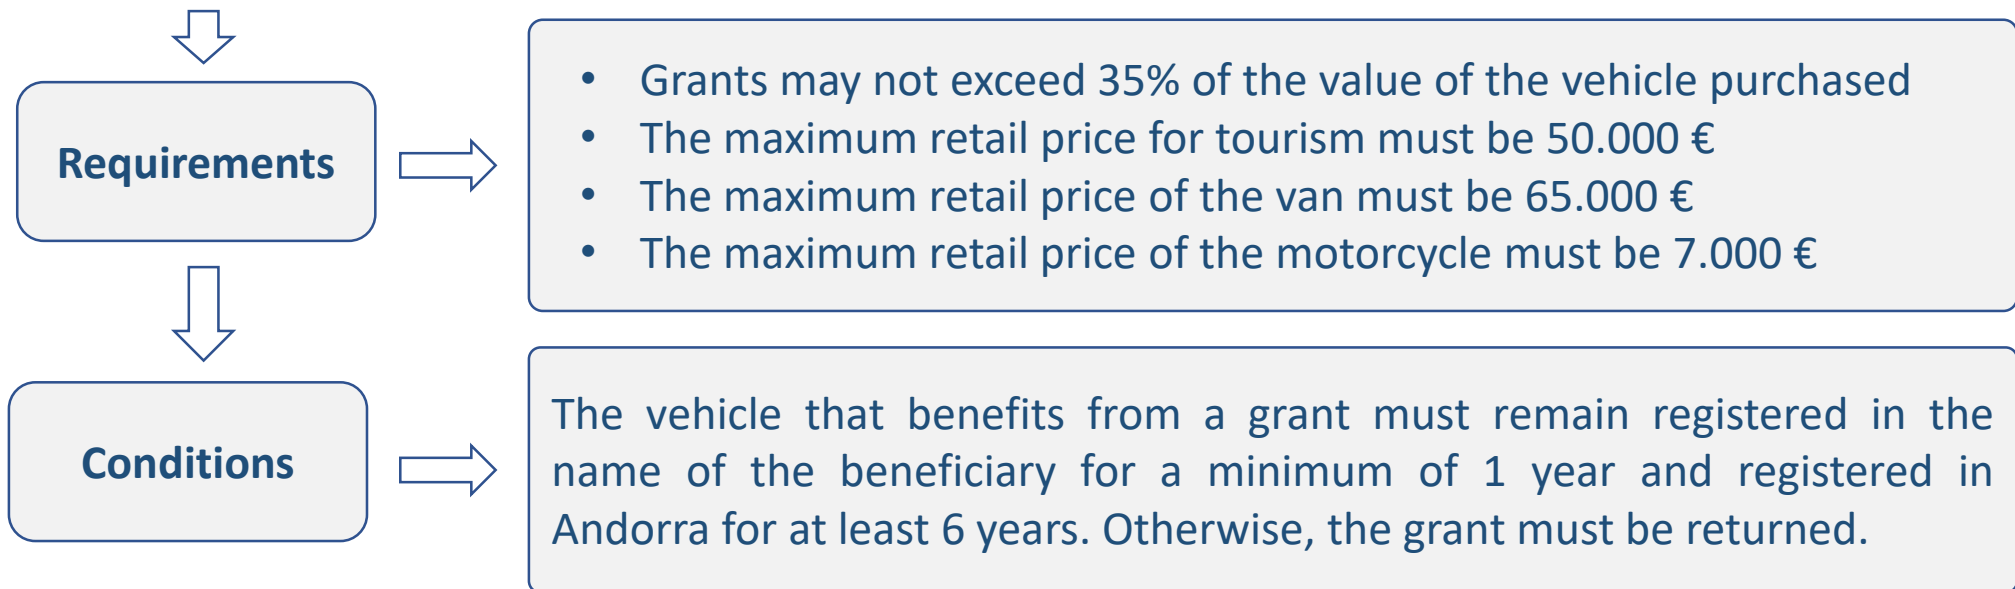 Requirements
• Grants may not exceed 35% of the value of the vehicle purchased
• The maximum retail price for tourism must be 50.000 €
• The maximum retail price of the van must be 65.000 €
• The maximum retail price of the motorcycle must be 7.000 €
Conditions
The vehicle that benefits from a grant must remain registered in the
name of the beneficiary for a minimum of 1 year and registered in
Andorra for at least 6 years. Otherwise, the grant must be returned.